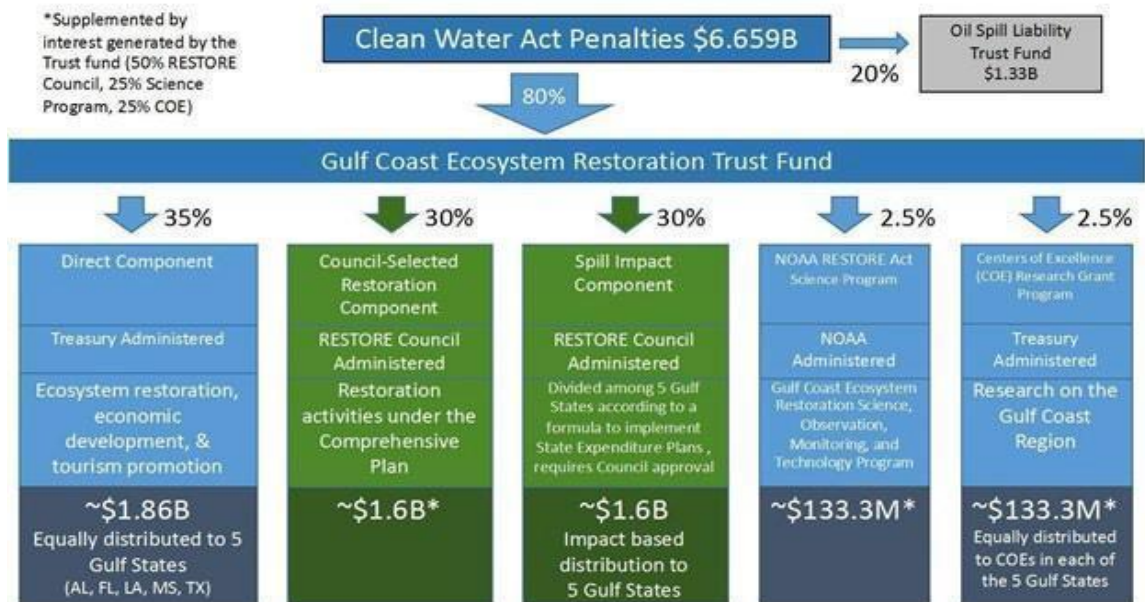 *Supplemented by
interest generated by the
Trust fund (50% RESTORE
Council, 25% Science
Program, 25% COE)
Clean Water Act Penalties $6.659B
20%
Oil Spill Liability
Trust Fund
$1.33B
80%
Gulf Coast Ecosystem Restoration Trust Fund
35%
30%
30%
2.5%
2.5%
Direct Component
Treasury Administered
Ecosystem restoration,
economic
development, &
tourism promotion
~$1.86B
Equally distributed to 5
Gulf States
(AL, FL, LA, MS, TX)
Council-Selected
Restoration
Component
RESTORE Council
Administered
Restoration
activities under the
Comprehensive
Plan
~$1.6B*
Spill Impact
Component
RESTORE Council
Administered
Divided among 5 Gulf
States according to a
formula to implement
State Expenditure Plans ,
requires Council approval
~$1.6B
Impact based
distribution to
5 Gulf States
NOAA RESTORE Act
Science Program
NOAA
Administered
Gulf Coast Ecosystem
Restoration Science,
Observation,
Monitoring, and
Technology Program
~$133.3M*
Centers of Excellence
(COE) Research Grant
Program
Treasury
Administered
Research on the
Gulf Coast
Region
~$133.3M*
Equally distributed
to COEs in each of
the 5 Gulf States